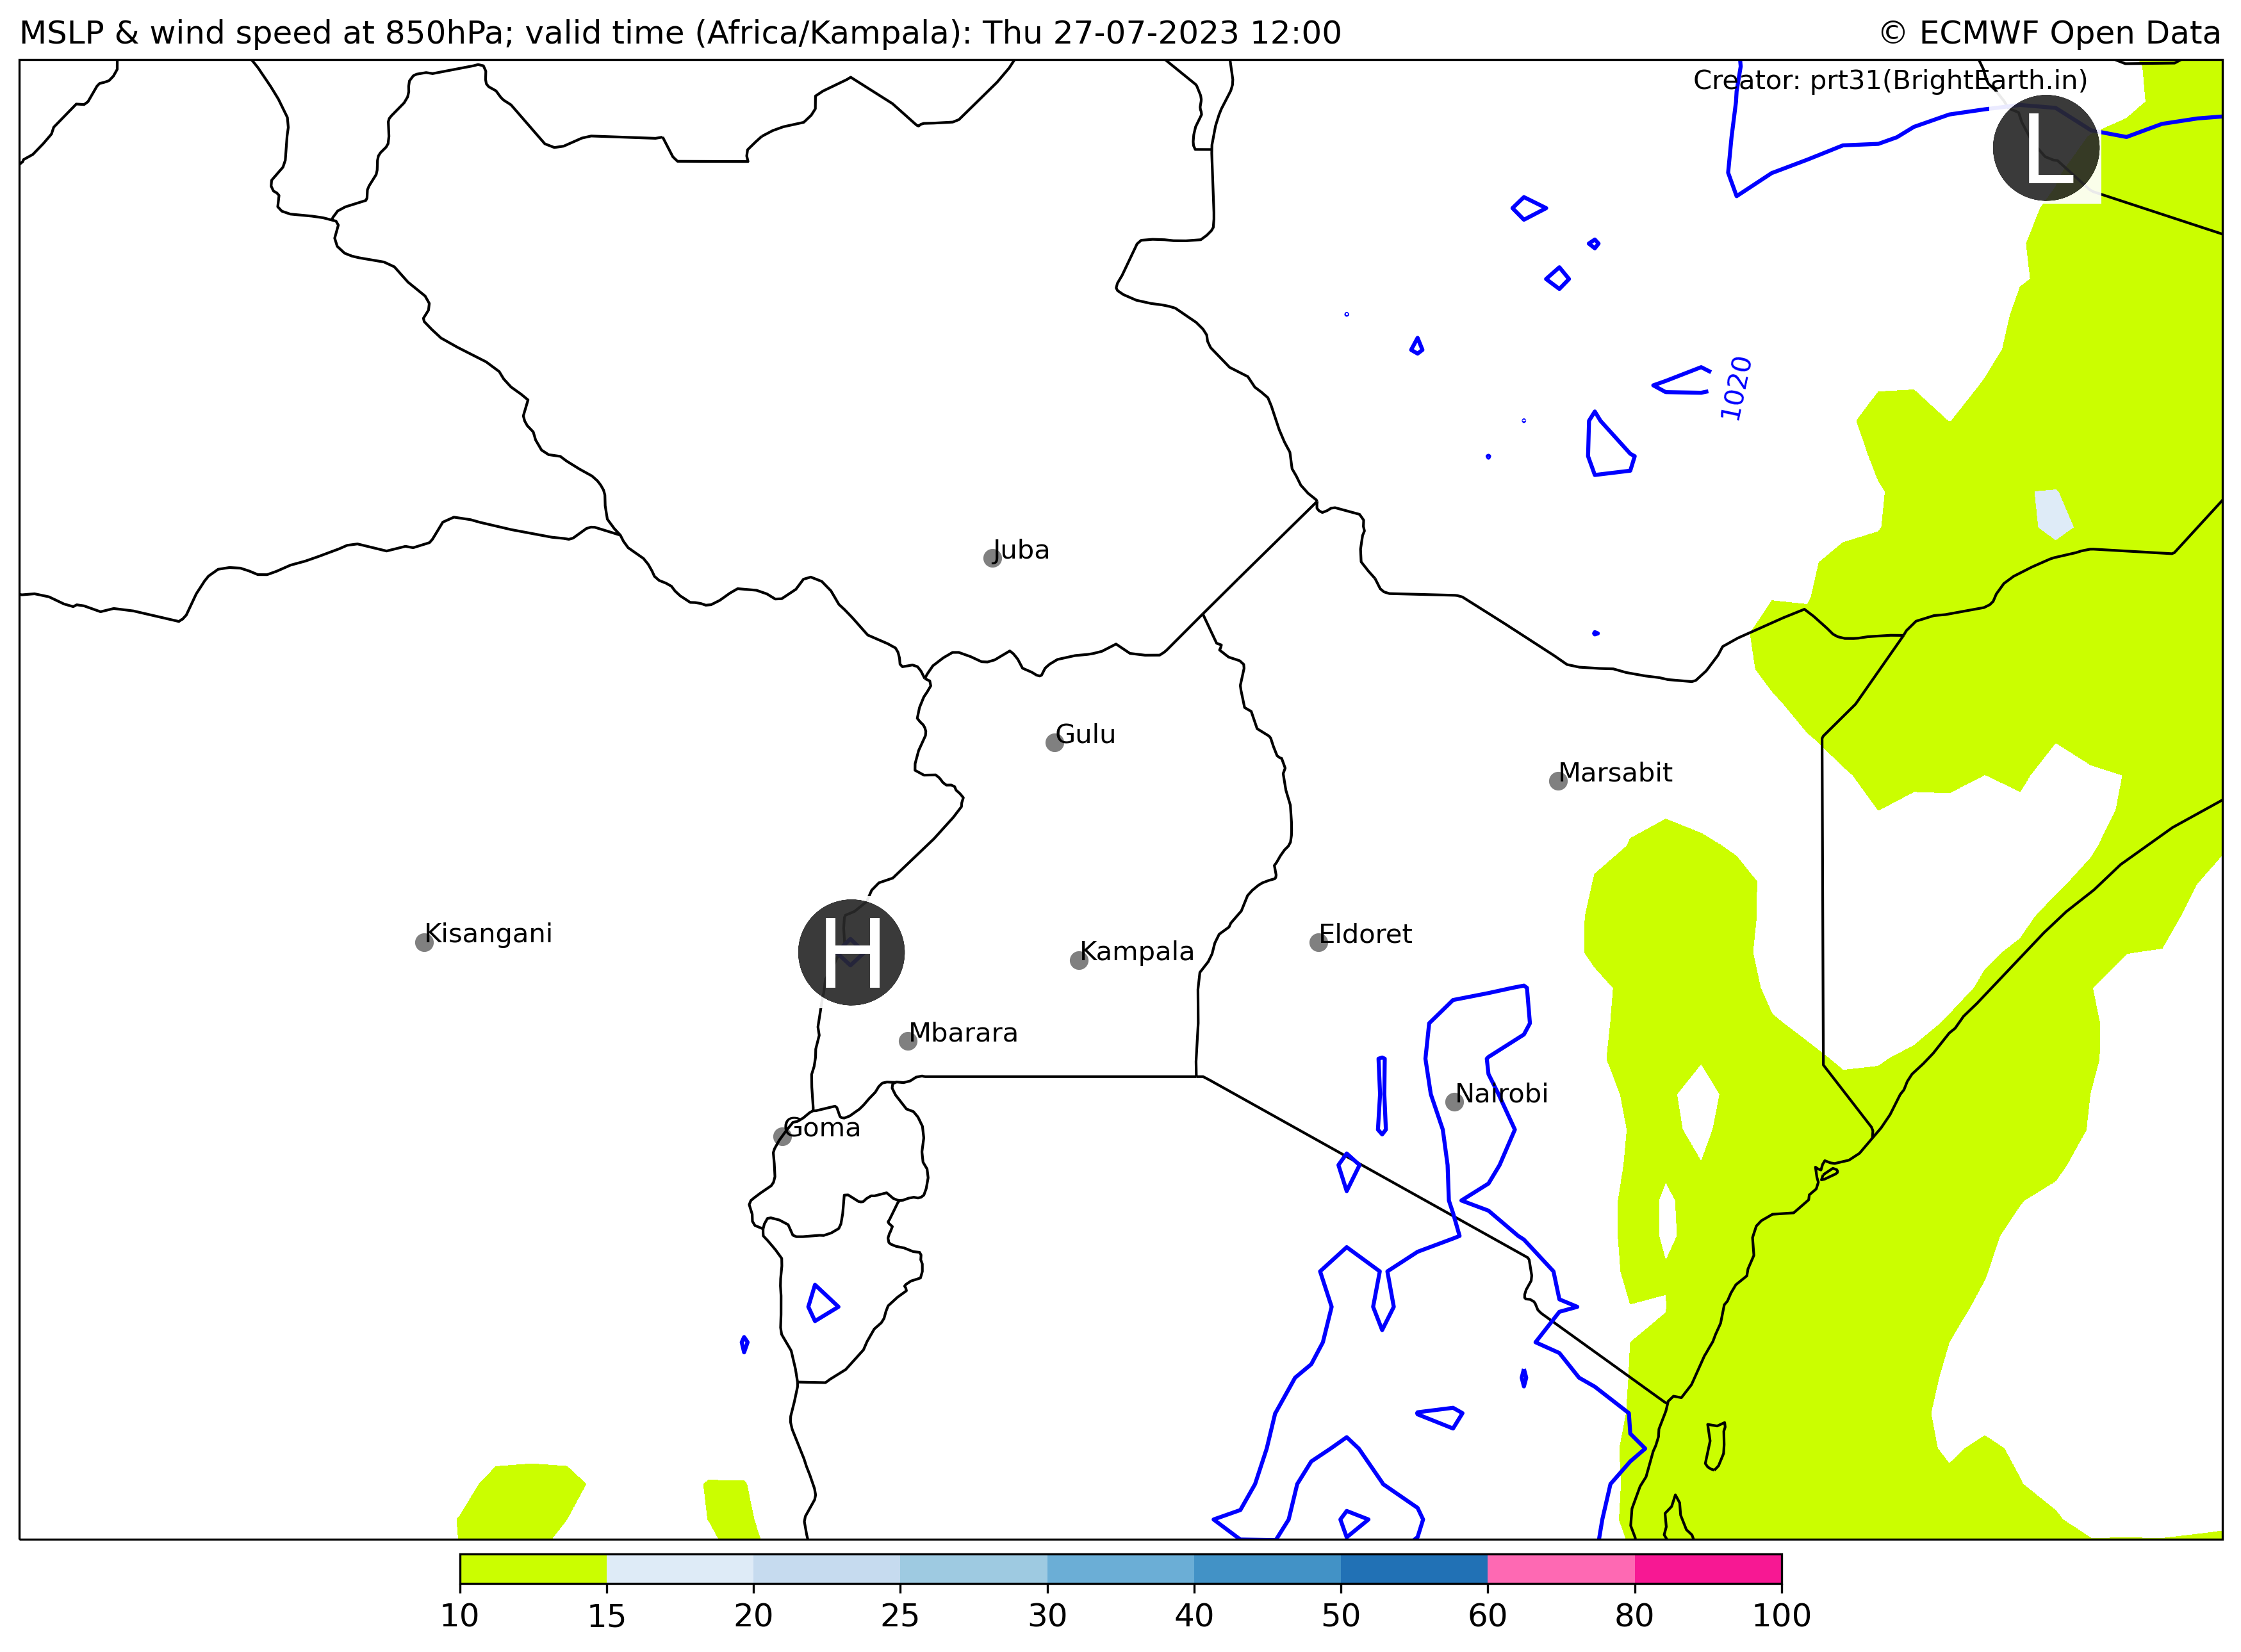 MSLP & wind speed at 850hPa; valid time (Africa/Kampala): Thu 27-07-2023 12:00
© ECMWF Open Data
Creator: prt31(BrightEarth.in)
L
1020
Juba
Gulu
Marsabit
Kisangani
H
Kampala
Eldoret
Mbarara
Nairobi
Goma
10 15 20 25 30 40 50 60 80 100